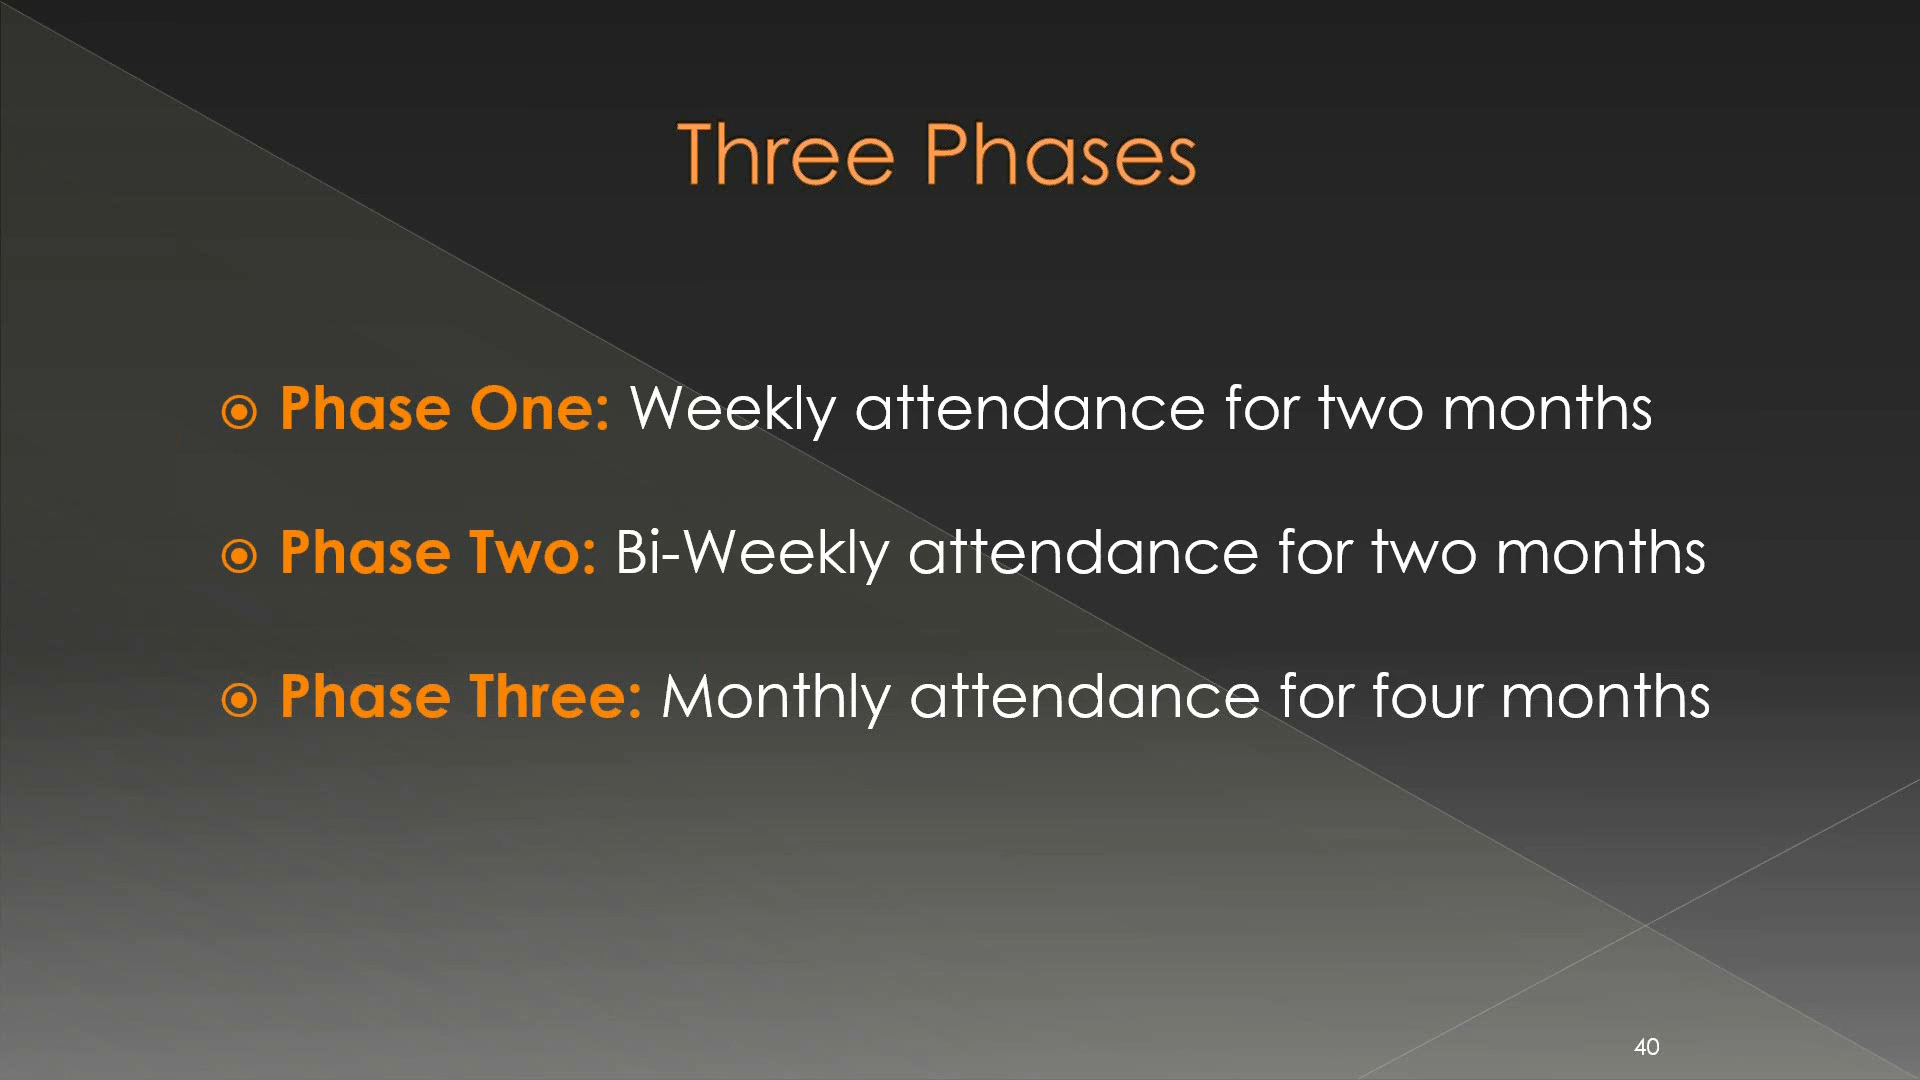 Three Phases
Phase One: Weekly attendance for two months
Phase Two: Bi-Weekly attendance for two months
Phase Three: Monthly attendance for four months
40